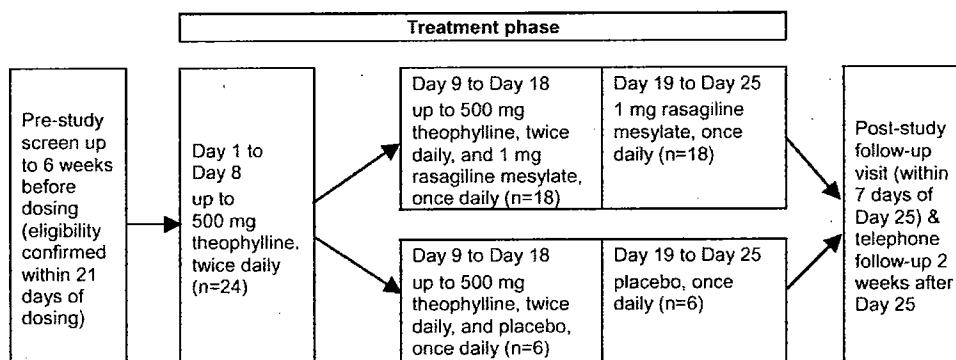 Treatment phase
Pre-study
screen up
to 6 weeks
before
dosing
(eligibility
confirmed
within 21
days of
dosing)
Day 1 to
Day 8
up to
500 mg
theophylline,
twice daily
(n=24)
Day 9 to Day 18
up to 500 mg
theophylline, twice
daily, and 1 mg
rasagiline mesylate,
once daily (n=18)
Day 19 to Day 25
1 mg rasagiline
mesylate, once
daily (n=18)
Day 9 to Day 18
up to 500 mg
theophylline, twice
daily, and placebo,
once daily (n=6)
Day 19 to Day 25
placebo, once
daily (n=6)
Post-study
follow-up
visit (within
7 days of
Day 25) &
telephone
follow-up 2
weeks after
Day 25